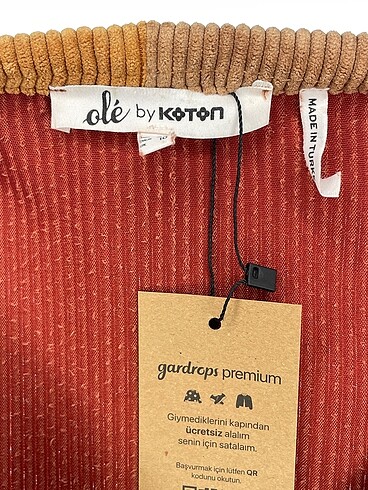 olé by KOTON
MADE IN TURKEY
gardrops premium
Giymediklerini kapından
ücretsiz alalım
senin için satalım.
Başvurmak için lütfen QR
kodunu okutun.